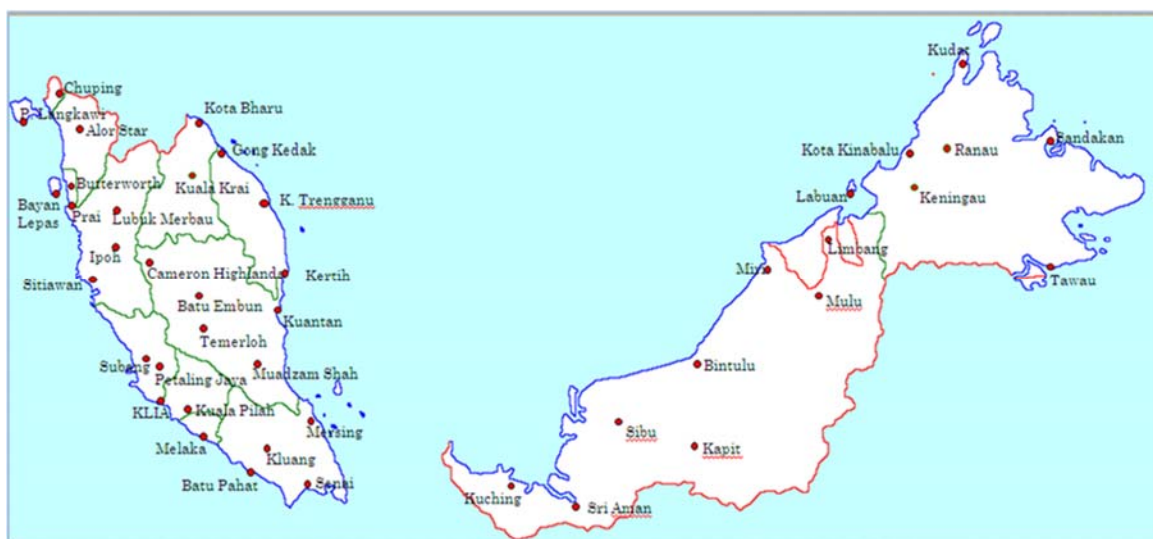 Kudat
Chuping
P. Langkawi
Alor Star
Kota Bharu
Gong Kedak
Sandakan
Kota Kinabalu
Ranau
Butterworth
Kuala Krai
Keningau
Labuan
Bayan
Lepas
Prai
Lubuk Merbau
K. Trengganu
Ipoh
Limbang
Cameron Highlands
Kertih
Miri
Sitiawan
Tawau
Batu Embun
Mulu
Kuantan
Temerloh
Subang
Petaling Jaya
Muadzam Shah
Bintulu
KLIA
Kuala Pilah
Mersing
Sibu
Melaka
Kluang
Kapit
Batu Pahat
Senai
Kuching
Sri Aman